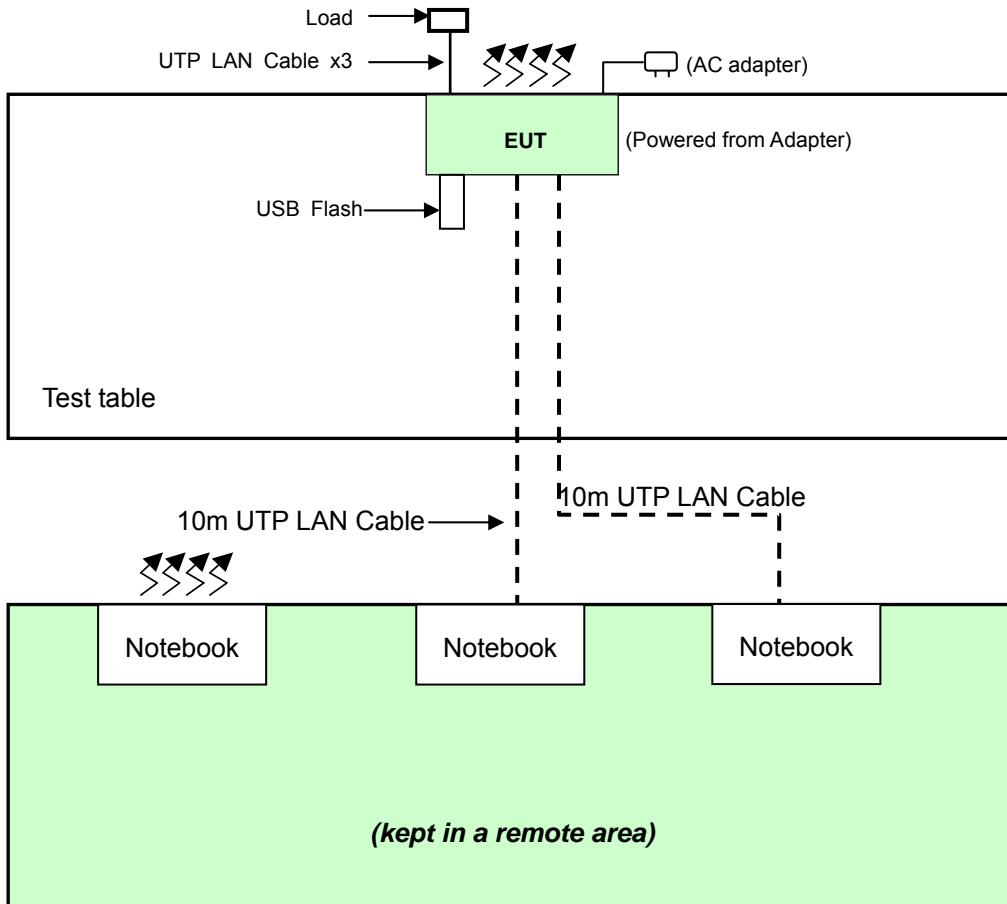 Load
UTP LAN Cable x3
(AC adapter)
EUT
(Powered from Adapter)
USB Flash
Test table
10m UTP LAN Cable
10m UTP LAN Cable
Notebook
Notebook
Notebook
(kept in a remote area)